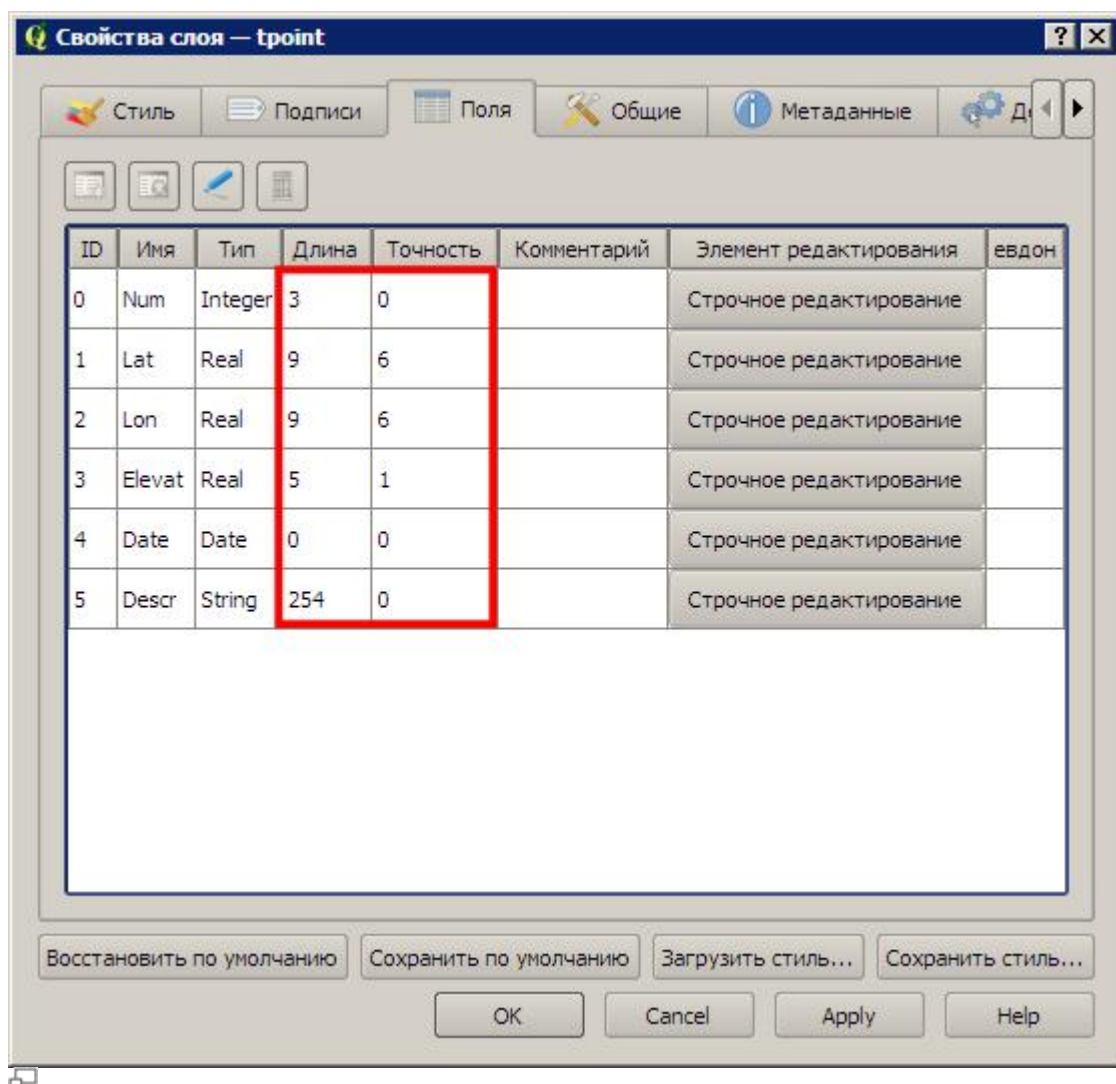 Свойства слоя — tpoint
Стиль Подписи Поля Общие Метаданные
ID Имя Тип Длина Точность Комментарий Элемент редактирования евдон
0 Num Integer 3 0 Строчное редактирование
1 Lat Real 9 6 Строчное редактирование
2 Lon Real 9 6 Строчное редактирование
3 Elevat Real 5 1 Строчное редактирование
4 Date Date 0 0 Строчное редактирование
5 Descr String 254 0 Строчное редактирование
Восстановить по умолчанию Сохранить по умолчанию Загрузить стиль... Сохранить стиль...
OK Cancel Apply Help